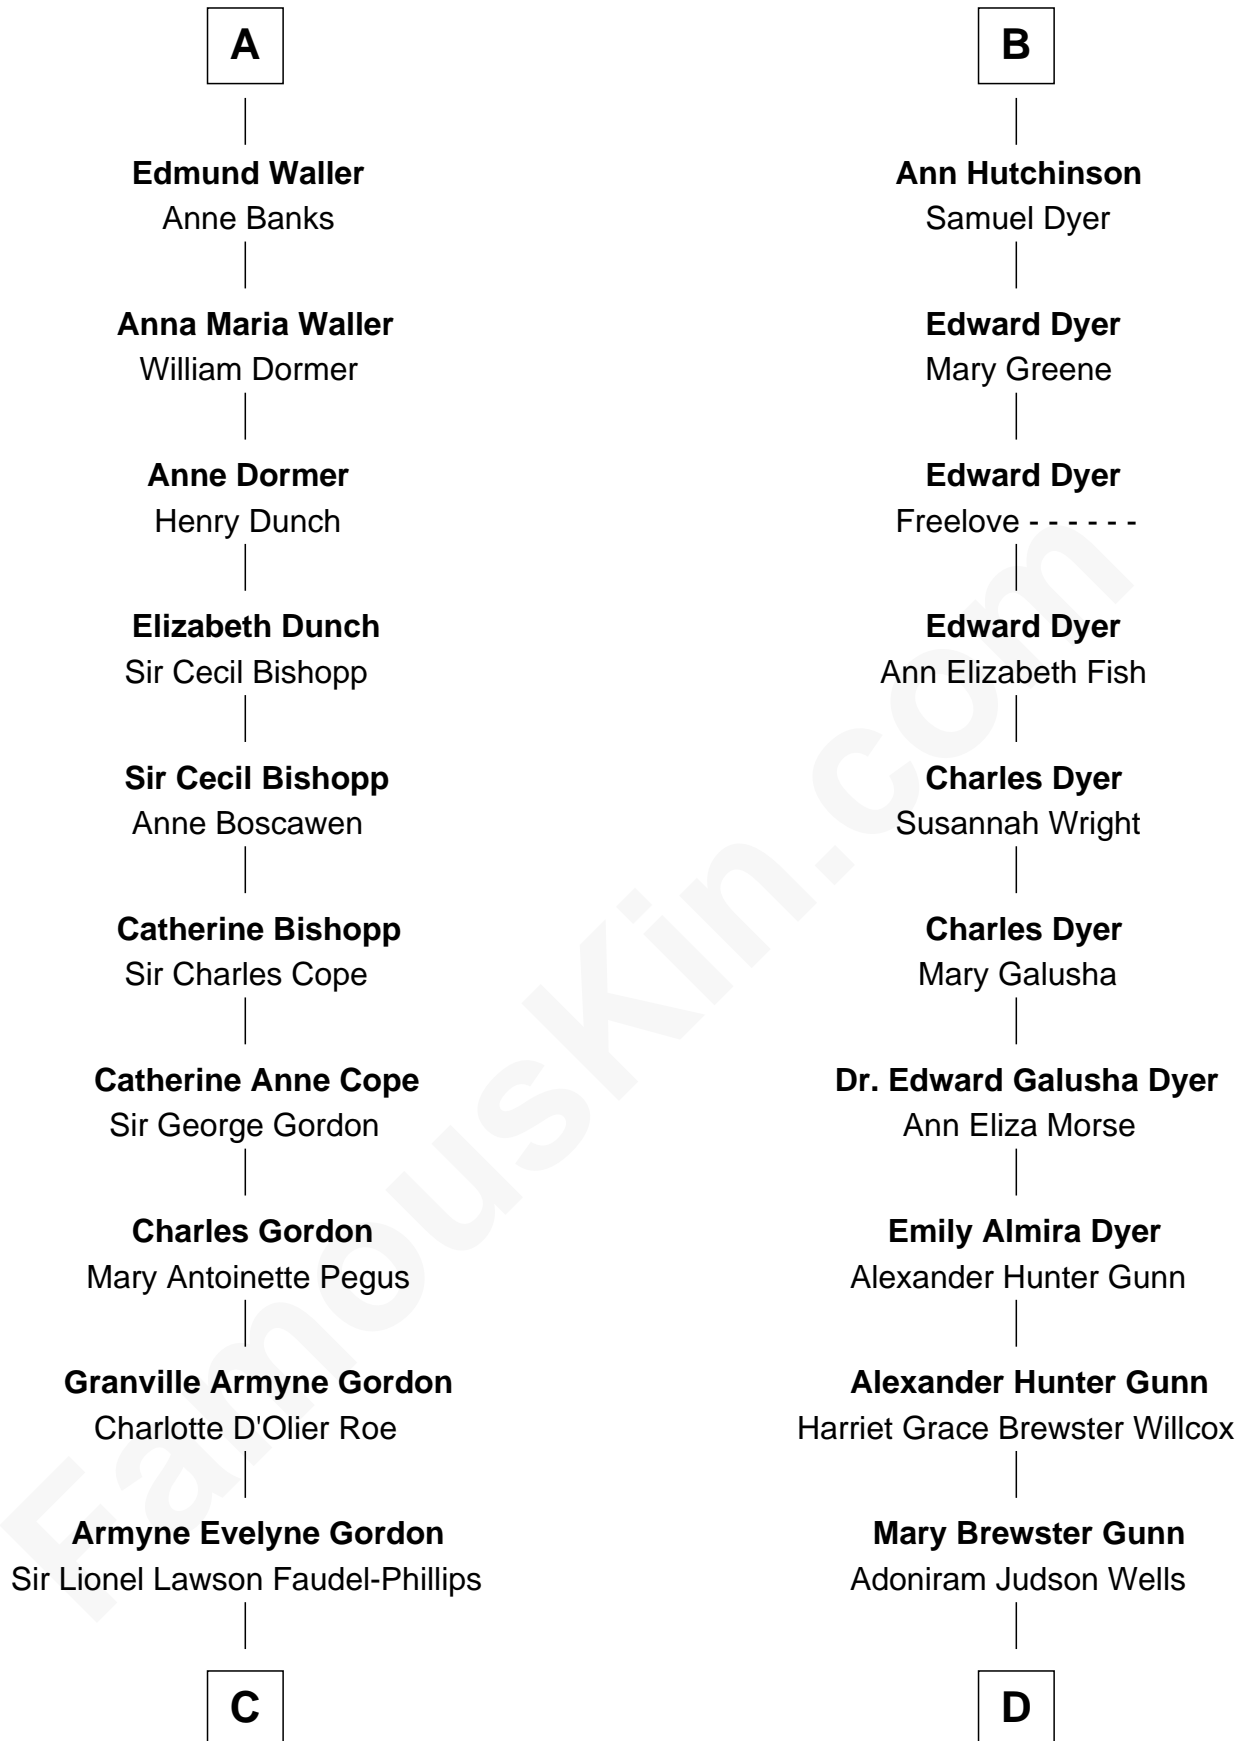 A
Edmund Waller
Anne Banks
Anna Maria Waller
William Dormer
Anne Dormer
Henry Dunch
Elizabeth Dunch
Sir Cecil Bishopp
Sir Cecil Bishopp
Anne Boscawen
Catherine Bishopp
Sir Charles Cope
Catherine Anne Cope
Sir George Gordon
Charles Gordon
Mary Antoinette Pegus
Granville Armyne Gordon
Charlotte D'Olier Roe
Armyne Evelyne Gordon
Sir Lionel Lawson Faudel-Phillips
C
B
Ann Hutchinson
Samuel Dyer
Edward Dyer
Mary Greene
Edward Dyer
Freelove - - - - - -
Edward Dyer
Ann Elizabeth Fish
Charles Dyer
Susannah Wright
Charles Dyer
Mary Galusha
Dr. Edward Galusha Dyer
Ann Eliza Morse
Emily Almira Dyer
Alexander Hunter Gunn
Alexander Hunter Gunn
Harriet Grace Brewster Willcox
Mary Brewster Gunn
Adoniram Judson Wells
D
FamousKin.com